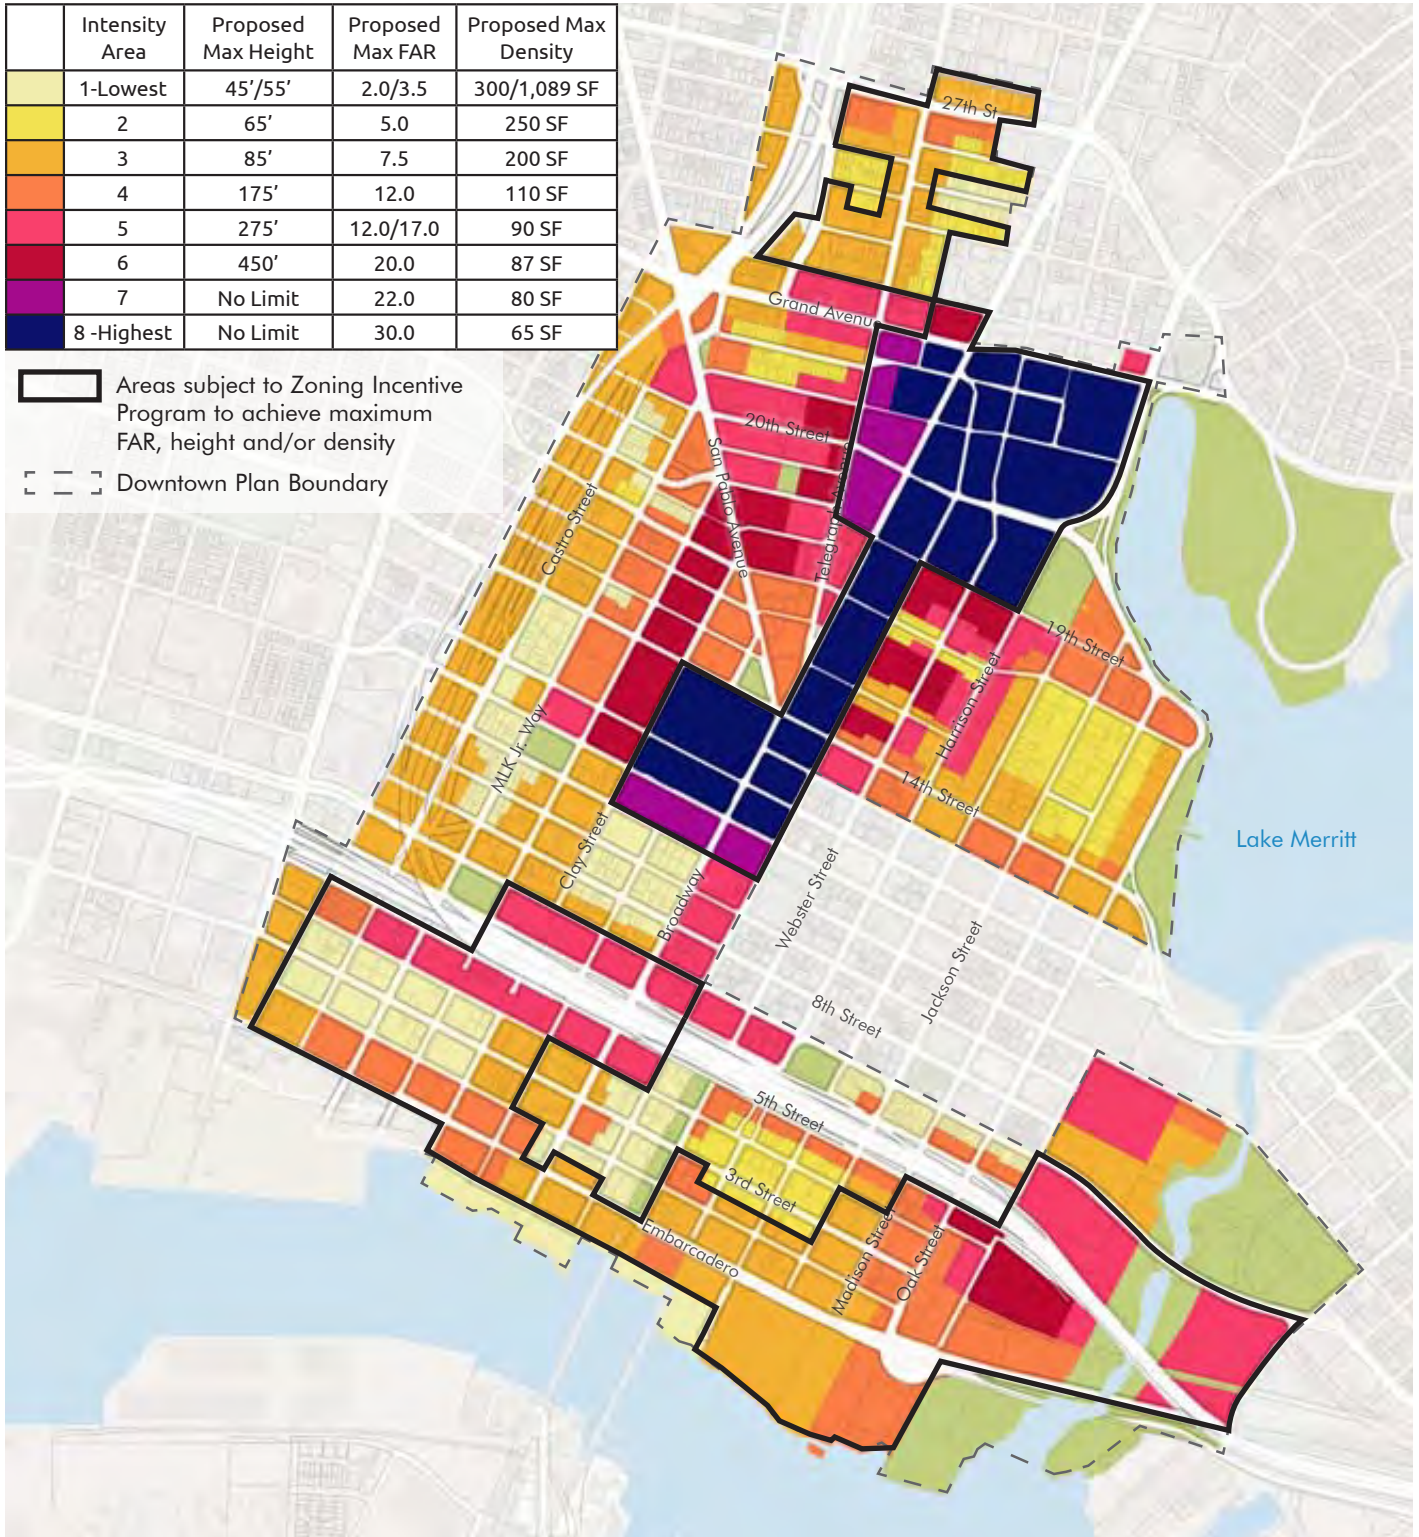 Intensity Area Proposed Max Height Proposed Max FAR Proposed Max Density
1-Lowest 45’/55’ 2.0/3.5 300/1,089 SF
2 65’ 5.0 250 SF
3 85’ 7.5 200 SF
4 175’ 12.0 110 SF
5 275’ 12.0/17.0 90 SF
6 450’ 20.0 87 SF
7 No Limit 22.0 80 SF
8 -Highest No Limit 30.0 65 SF
Areas subject to Zoning Incentive
Program to achieve maximum
FAR, height and/or density
Downtown Plan Boundary
27th St
Grand Avenue
20th Street
San Pablo Avenue
Telegraph Avenue
Castro Street
19th Street
Harrison Street
MLK Jr. Way
14th Street
Clay Street
Lake Merritt
Broadway
Webster Street
Jackson Street
8th Street
5th Street
3rd Street
Embarcadero
Madison Street
Oak Street